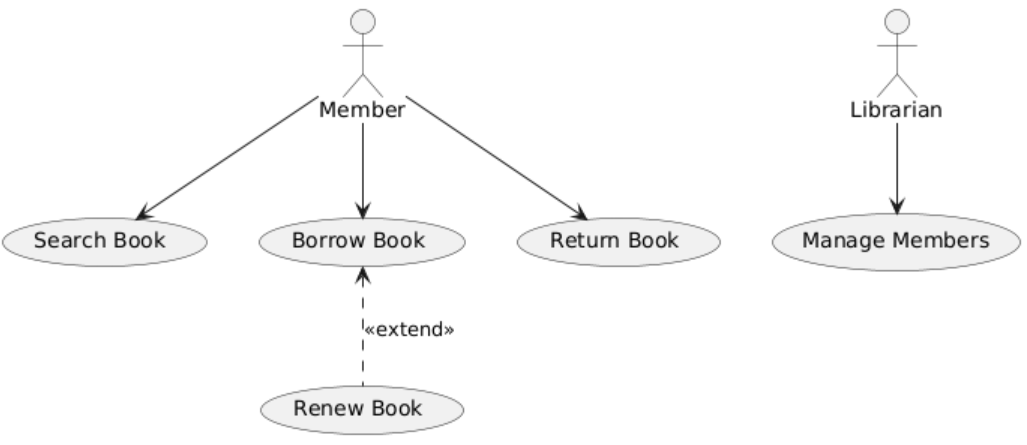 Member
Librarian
Search Book
Borrow Book
Return Book
Manage Members
«extend»
Renew Book